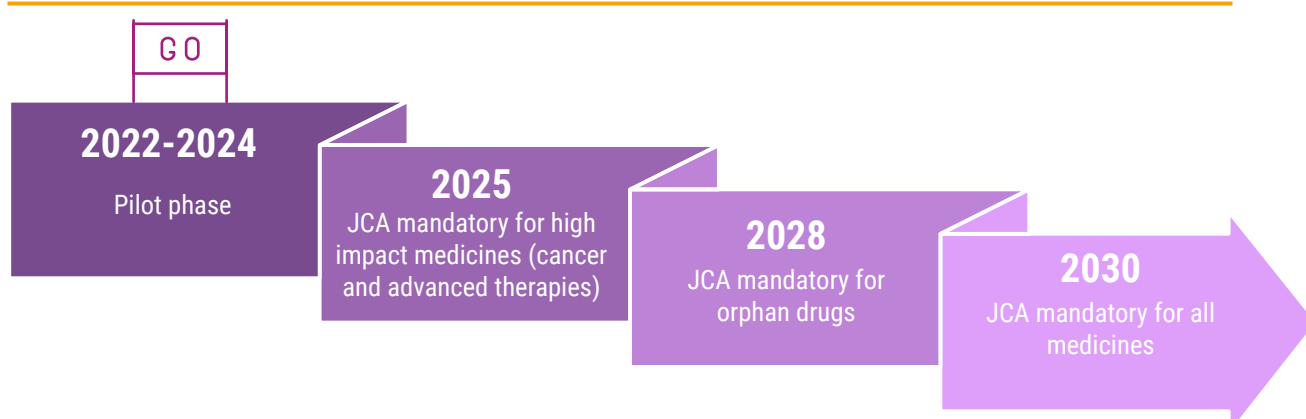 GO
2022-2024
Pilot phase
2025
JCA mandatory for high
impact medicines (cancer
and advanced therapies)
2028
JCA mandatory for
orphan drugs
2030
JCA mandatory for all
medicines